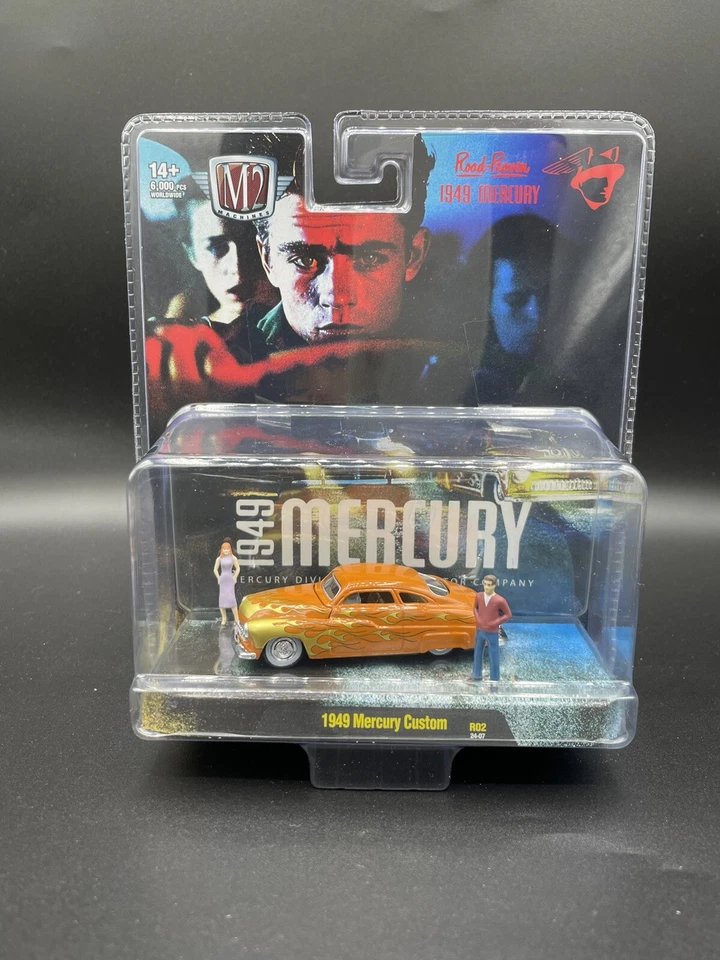 14+
6,000 PCS
WORLDWIDE
M2
MACHINES
Road Proven
1949 MERCURY
1949
MERCURY
ERCURY DIVI
OR COMPANY
1949 Mercury Custom
R02
24-07